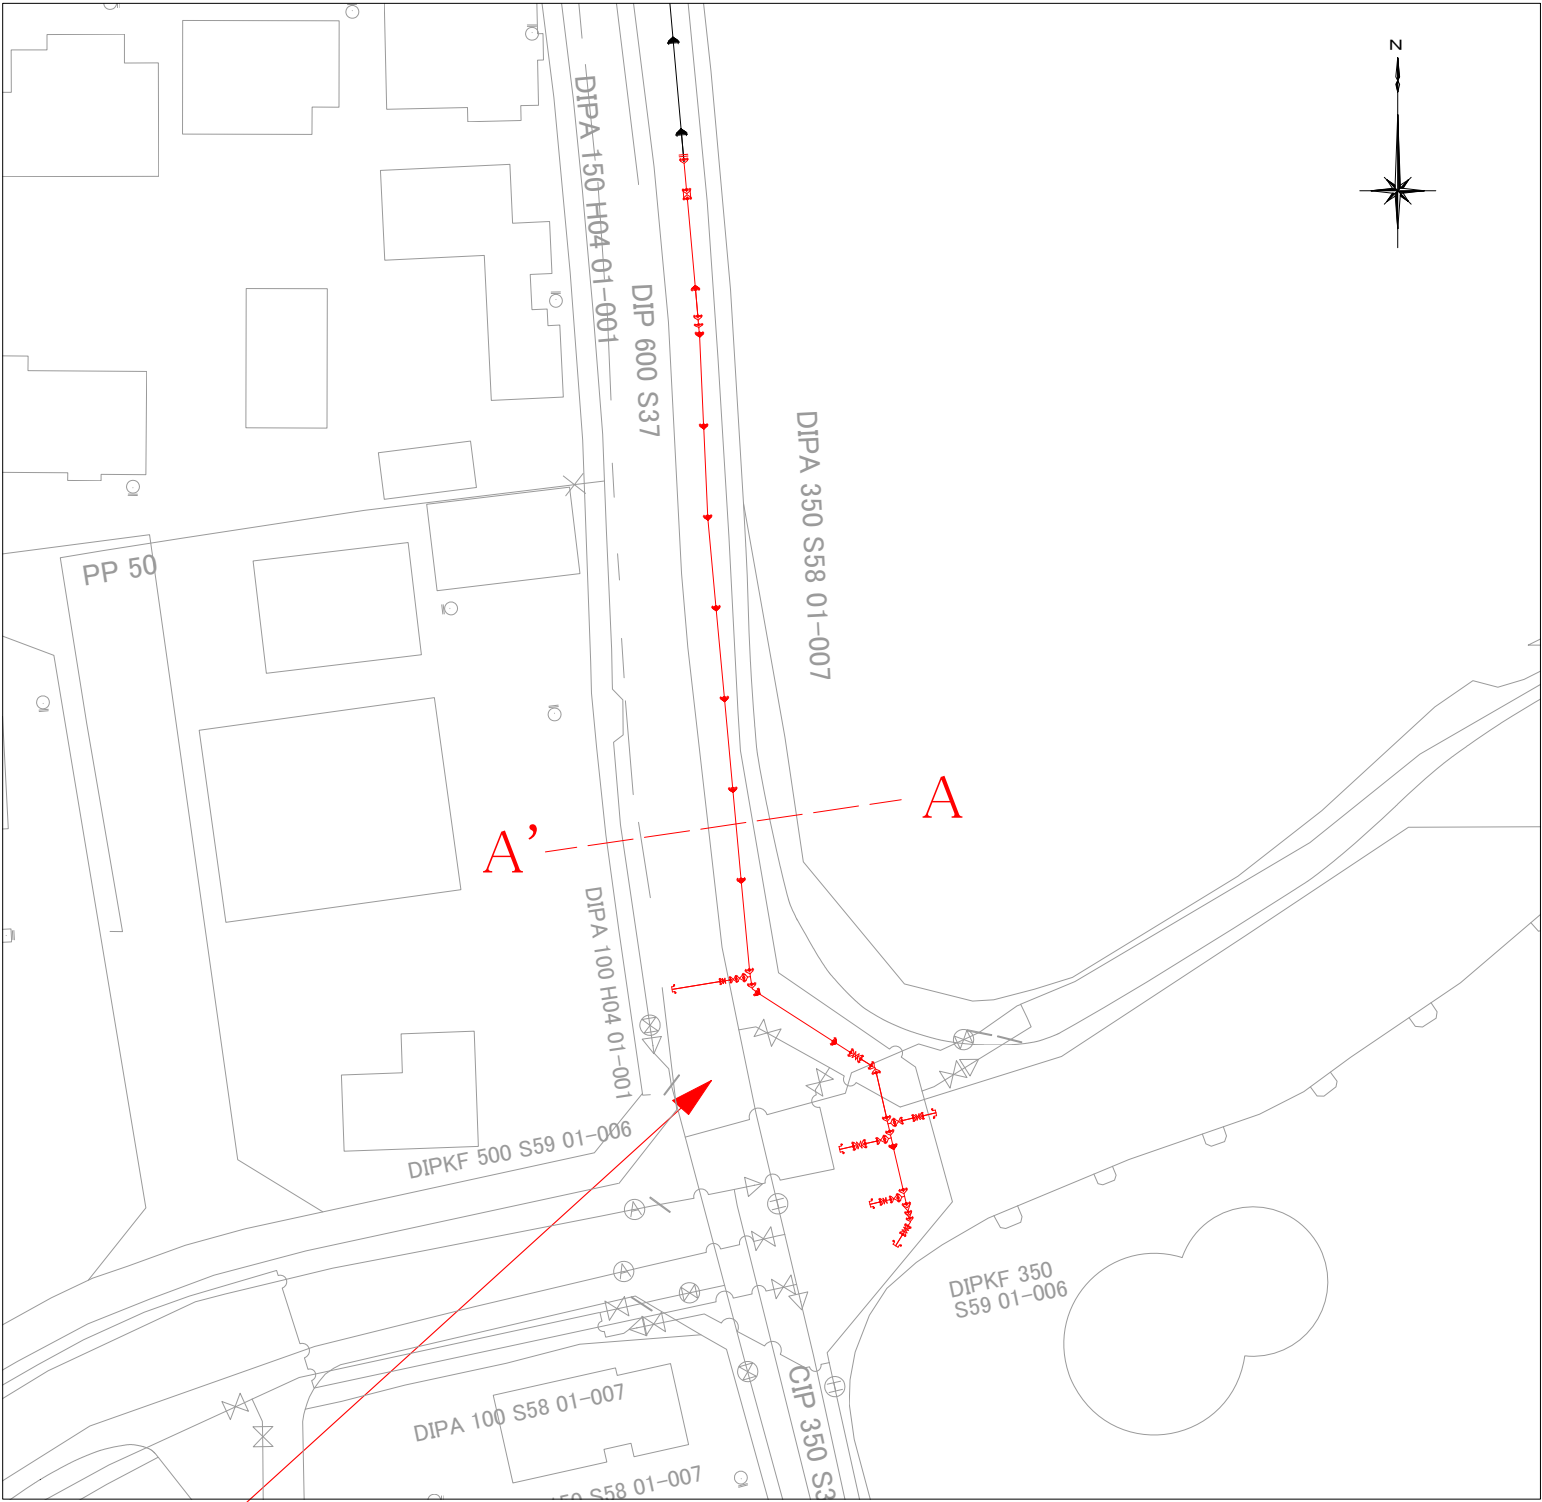 N
DIPA 150 H04 01-001
DIP 600 S37
DIPA 350 S58 01-007
PP 50
A
A’
DIPA 100 H04 01-001
DIPKF 500 S59 01-006
DIPKF 350
S59 01-006
CIP 350 S3
DIPA 100 S58 01-007
S58 01-007